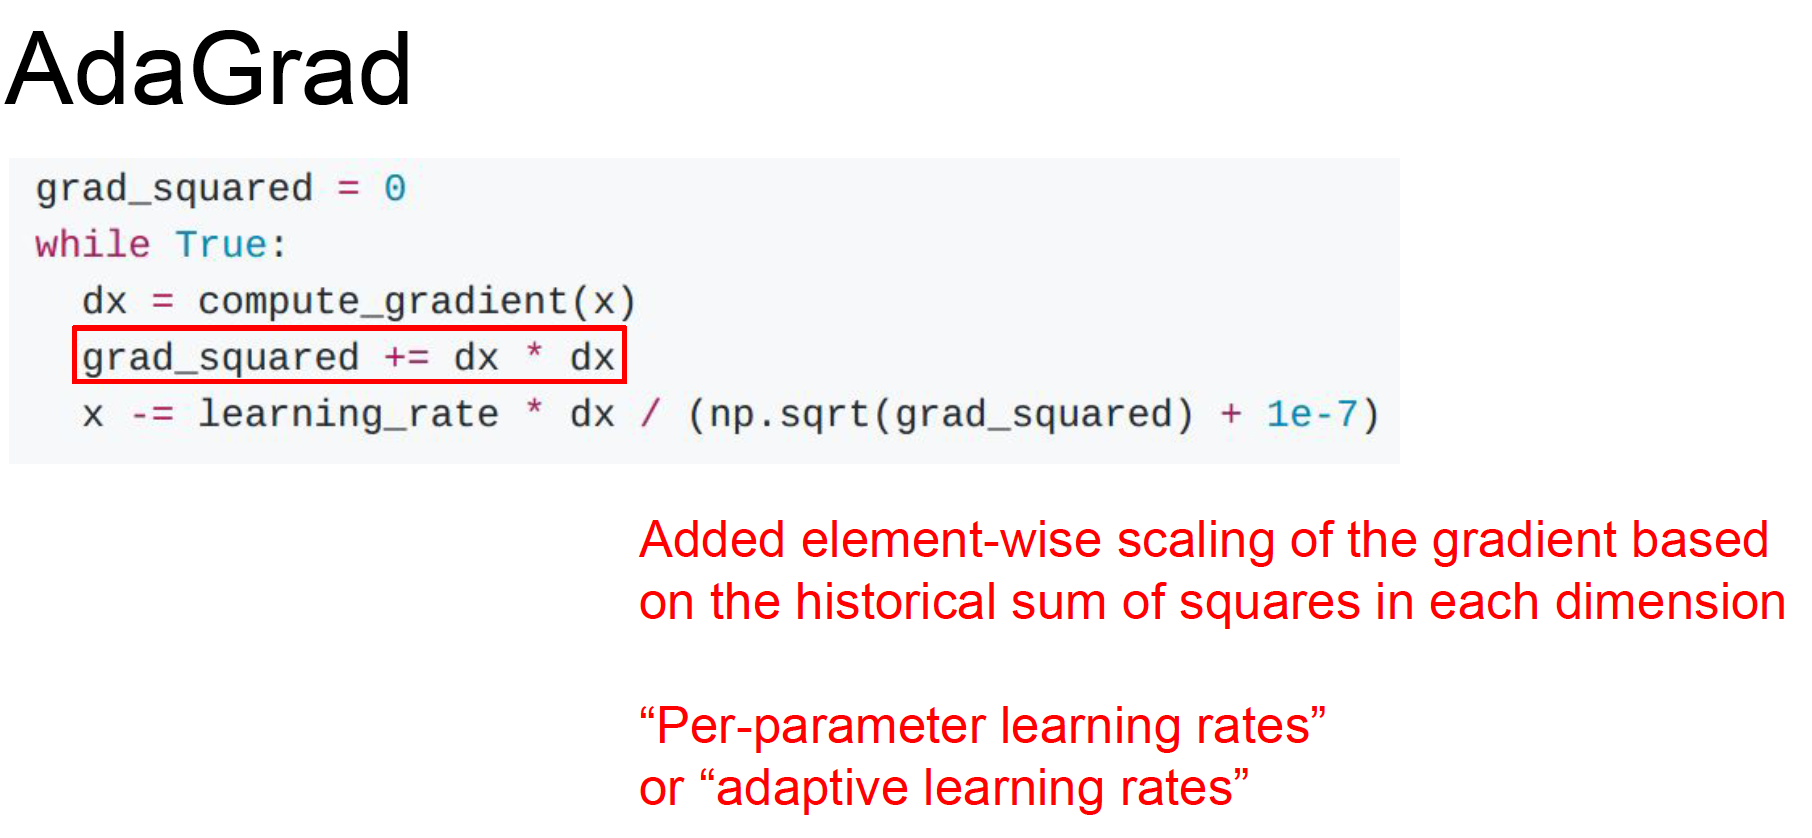 AdaGrad
grad_squared = 0
while True:
  dx = compute_gradient(x)
  grad_squared += dx * dx
  x -= learning_rate * dx / (np.sqrt(grad_squared) + 1e-7)
Added element-wise scaling of the gradient based
on the historical sum of squares in each dimension
“Per-parameter learning rates”
or “adaptive learning rates”